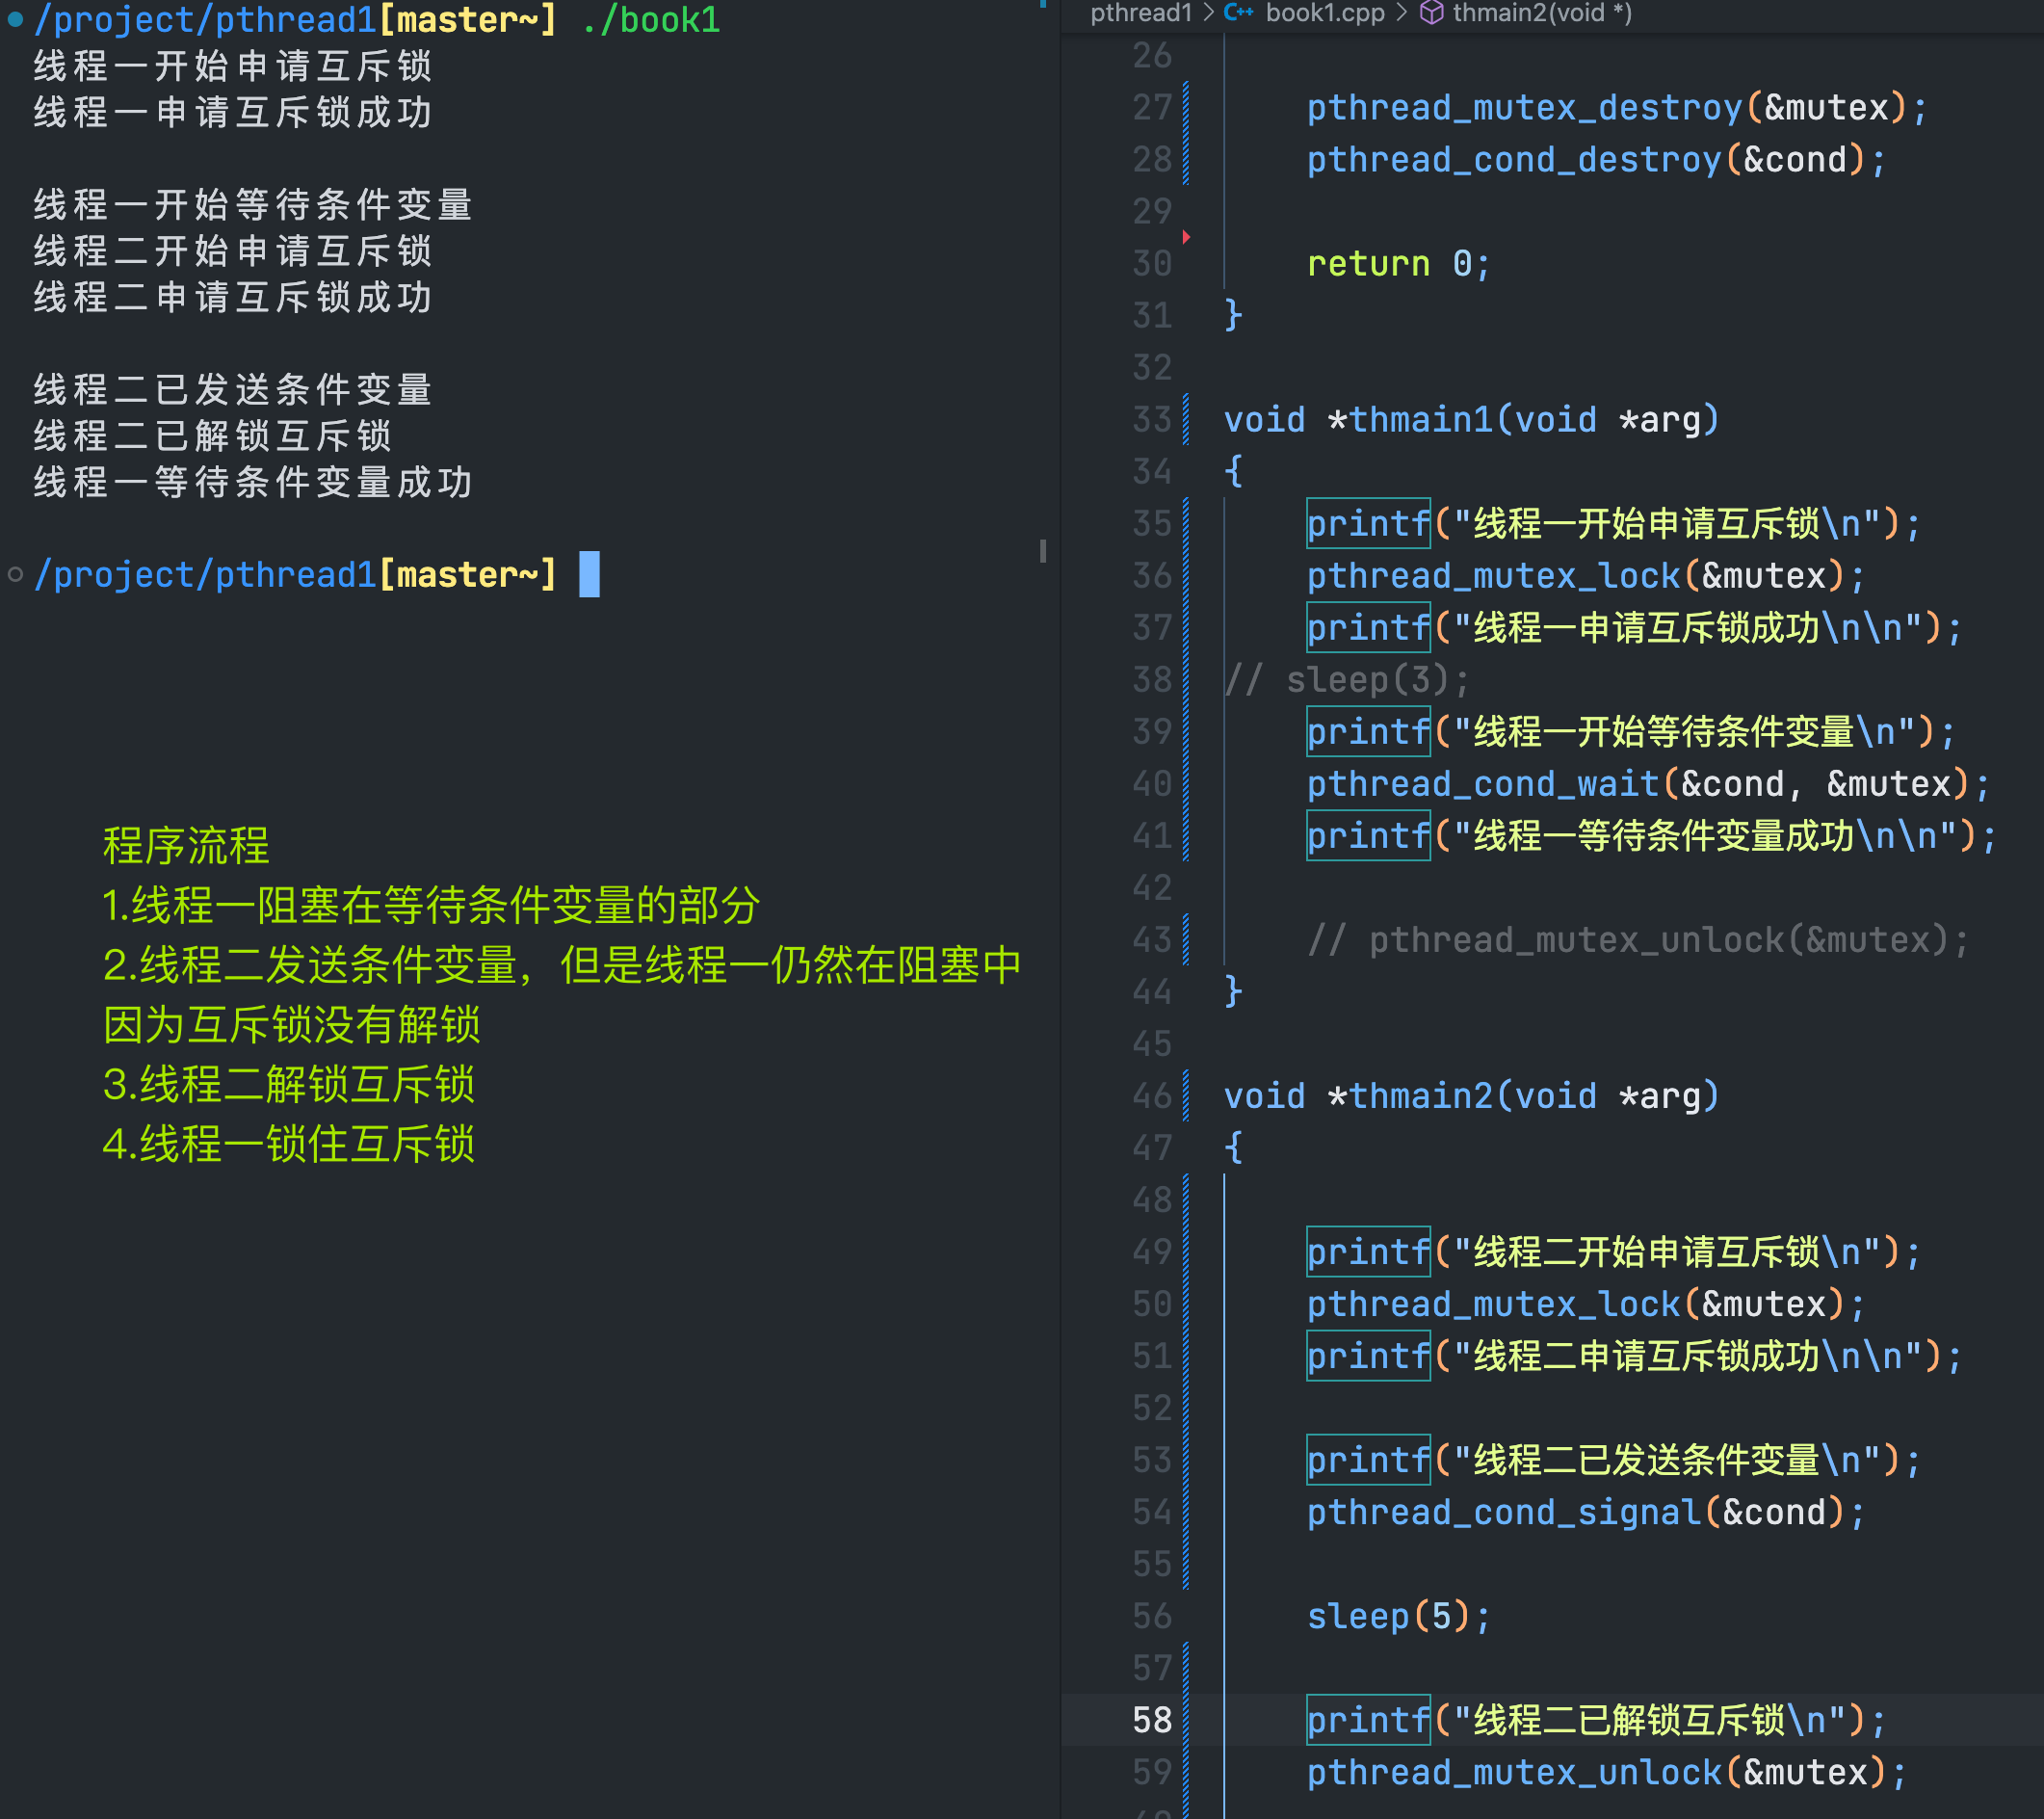 /project/pthread1[master~] ./book1
线程一开始申请互斥锁
线程一申请互斥锁成功
线程一开始等待条件变量
线程二开始申请互斥锁
线程二申请互斥锁成功
线程二已发送条件变量
线程二已解锁互斥锁
线程一等待条件变量成功
/project/pthread1[master~]
程序流程
1.线程一阻塞在等待条件变量的部分
2.线程二发送条件变量，但是线程一仍然在阻塞中
因为互斥锁没有解锁
3.线程二解锁互斥锁
4.线程一锁住互斥锁
pthread1 > C++ book1.cpp > thmain2(void *)
26
27 pthread_mutex_destroy(&mutex);
28 pthread_cond_destroy(&cond);
29
30 return 0;
31 }
32
33 void *thmain1(void *arg)
34 {
35 printf("线程一开始申请互斥锁\n");
36 pthread_mutex_lock(&mutex);
37 printf("线程一申请互斥锁成功\n\n");
38 // sleep(3);
39 printf("线程一开始等待条件变量\n");
40 pthread_cond_wait(&cond, &mutex);
41 printf("线程一等待条件变量成功\n\n");
42
43 // pthread_mutex_unlock(&mutex);
44 }
45
46 void *thmain2(void *arg)
47 {
48
49 printf("线程二开始申请互斥锁\n");
50 pthread_mutex_lock(&mutex);
51 printf("线程二申请互斥锁成功\n\n");
52
53 printf("线程二已发送条件变量\n");
54 pthread_cond_signal(&cond);
55
56 sleep(5);
57
58 printf("线程二已解锁互斥锁\n");
59 pthread_mutex_unlock(&mutex);